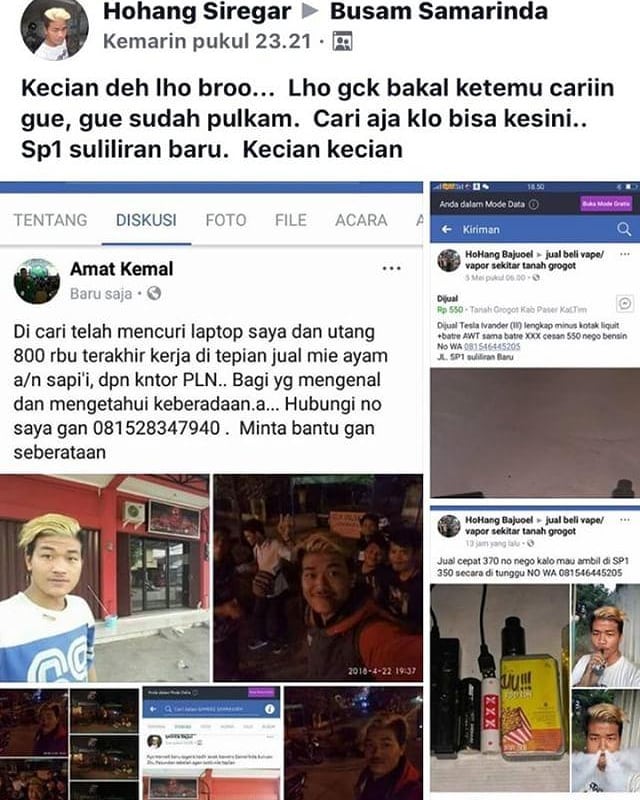 Hohang Siregar ▶ Busam Samarinda
Kemarin pukul 23.21 ·
Kecian deh lho broo... Lho gck bakal ketemu cariin
gue, gue sudah pulkam. Cari aja klo bisa kesini..
Sp1 suliliran baru. Kecian kecian
TENTANG DISKUSI FOTO FILE ACARA A
Amat Kemal
Baru saja ·
Di cari telah mencuri laptop saya dan utang
800 rbu terakhir kerja di tepian jual mie ayam
a/n sapi'i, dpn kntor PLN.. Bagi yg mengenal
dan mengetahui keberadaan.a... Hubungi no
saya gan 081528347940 . Minta bantu gan
seberataan
2018-4-22 19:37
18.50
Anda dalam Mode Data
Buka Mode Gratis
Kiriman
HoHang Bajuoel ▶ jual beli vape/
vapor sekitar tanah grogot
5 Mei pukul 06.00 ·
Dijual
Rp 550 · Tanah Grogot Kab Paser KalTim
Dijual Tesla Ivander (III) lengkap minus kotak liquit
+batre AWT sama batre XXX cesan 550 nego bensin
No WA 081546445205
JL. SP1 suliliran Baru
HoHang Bajuoel ▶ jual beli vape/
vapor sekitar tanah grogot
13 jam yang lalu ·
Jual cepat 370 no nego kalo mau ambil di SP1
350 secara di tunggu NO WA 081546445205
XXX